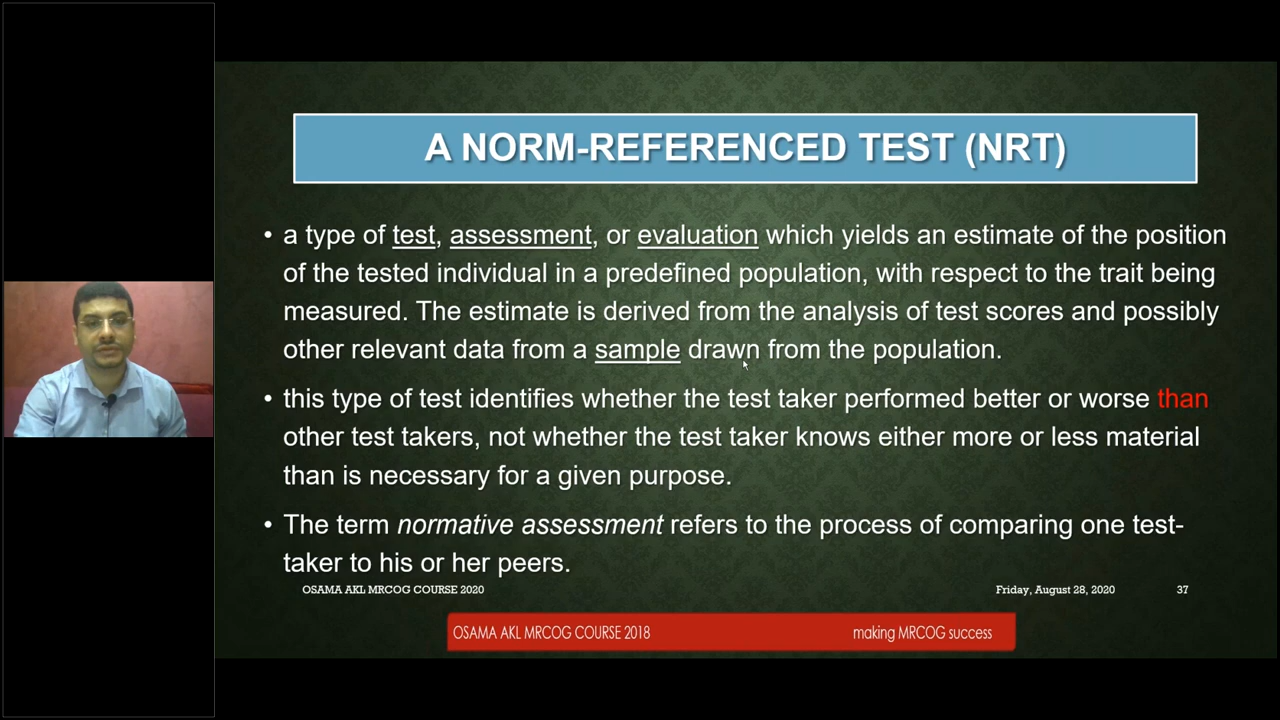 A NORM-REFERENCED TEST (NRT)
• a type of test, assessment, or evaluation which yields an estimate of the position
of the tested individual in a predefined population, with respect to the trait being
measured. The estimate is derived from the analysis of test scores and possibly
other relevant data from a sample drawn from the population.
• this type of test identifies whether the test taker performed better or worse than
other test takers, not whether the test taker knows either more or less material
than is necessary for a given purpose.
• The term normative assessment refers to the process of comparing one test-
taker to his or her peers.
OSAMA AKL MRCOG COURSE 2020 Friday, August 28, 2020 37
OSAMA AKL MRCOG COURSE 2018 making MRCOG success